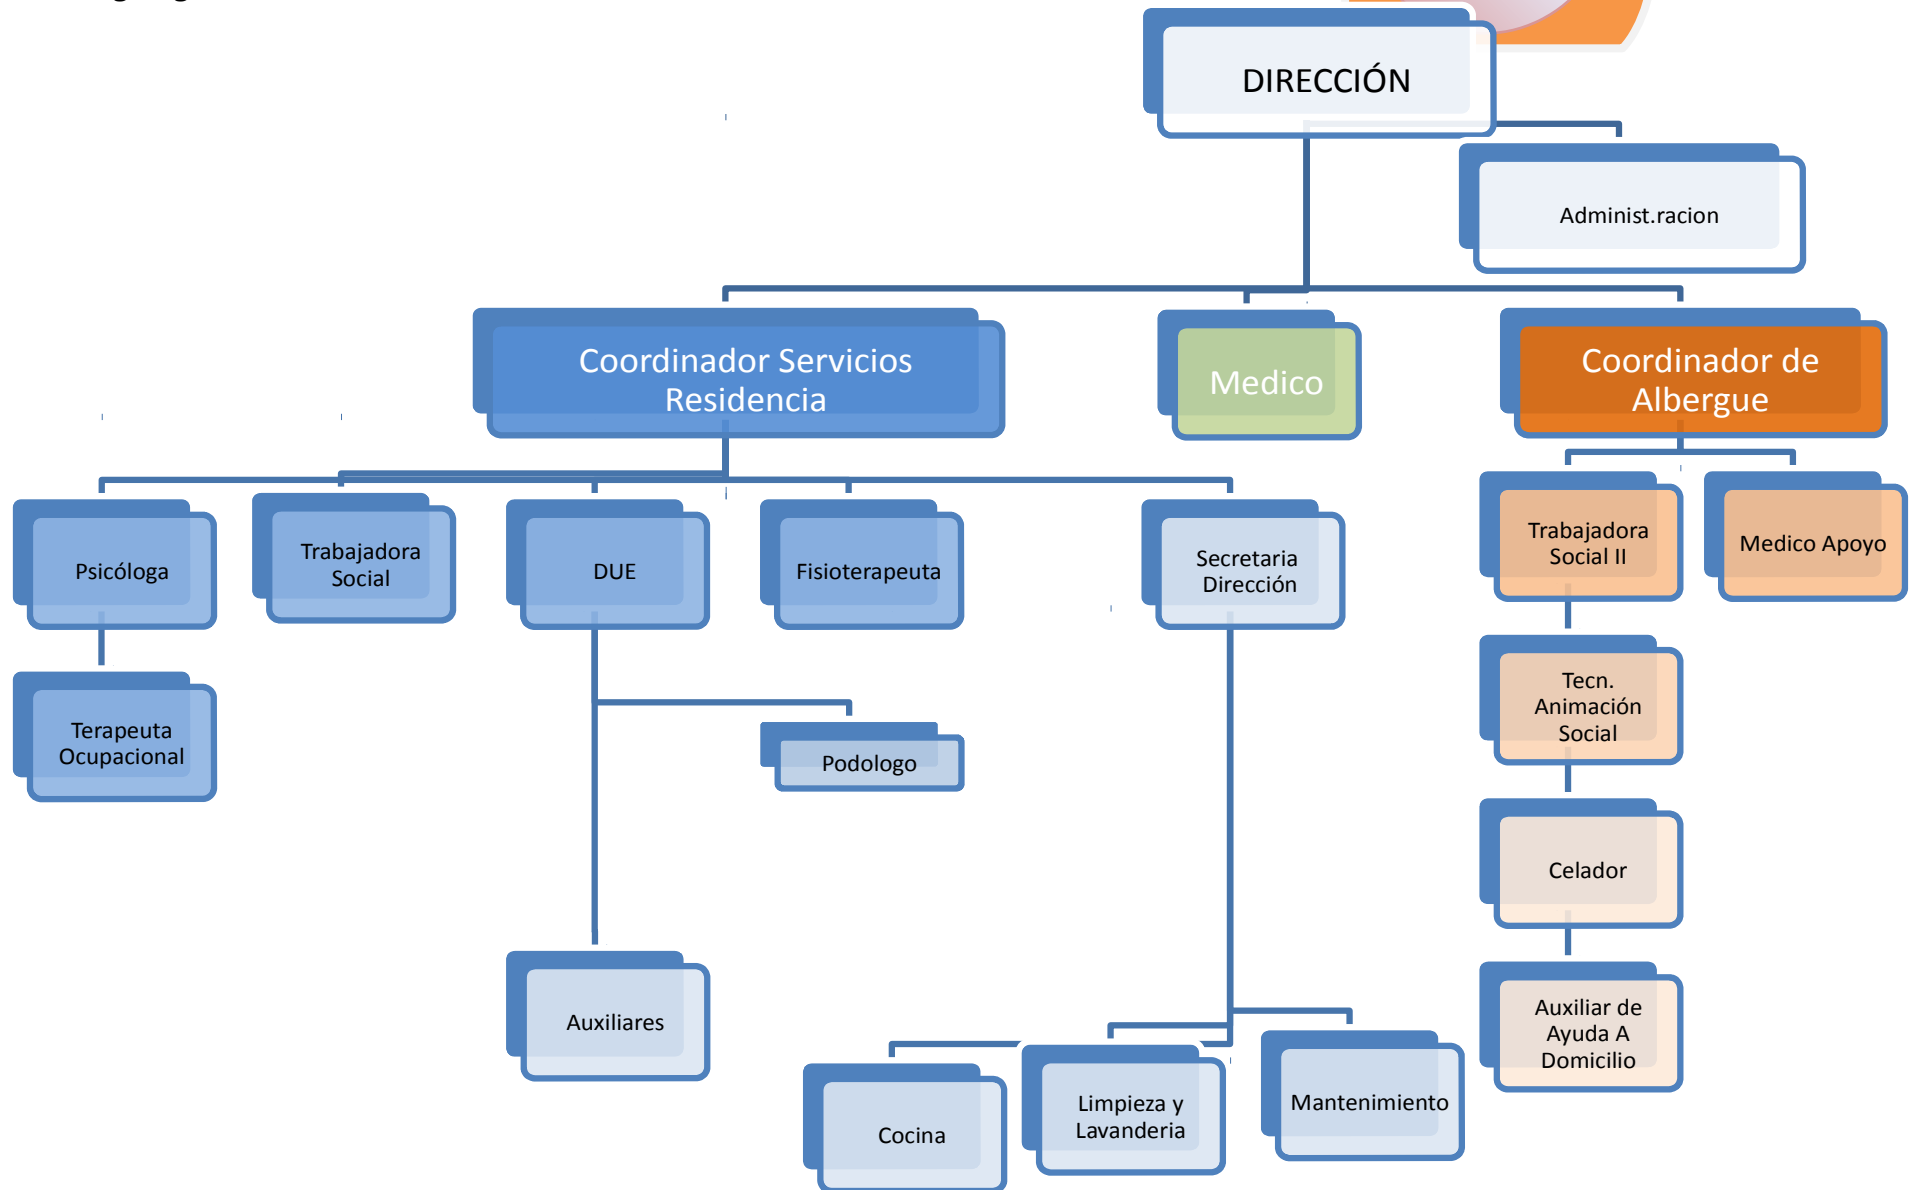 DIRECCIÓN
Administ.racion
Coordinador Servicios
Residencia
Medico
Coordinador de
Albergue
Psicóloga
Trabajadora
Social
DUE
Fisioterapeuta
Secretaria
Dirección
Trabajadora
Social II
Medico Apoyo
Terapeuta
Ocupacional
Podologo
Tecn.
Animación
Social
Celador
Auxiliares
Auxiliar de
Ayuda A
Domicilio
Cocina
Limpieza y
Lavanderia
Mantenimiento